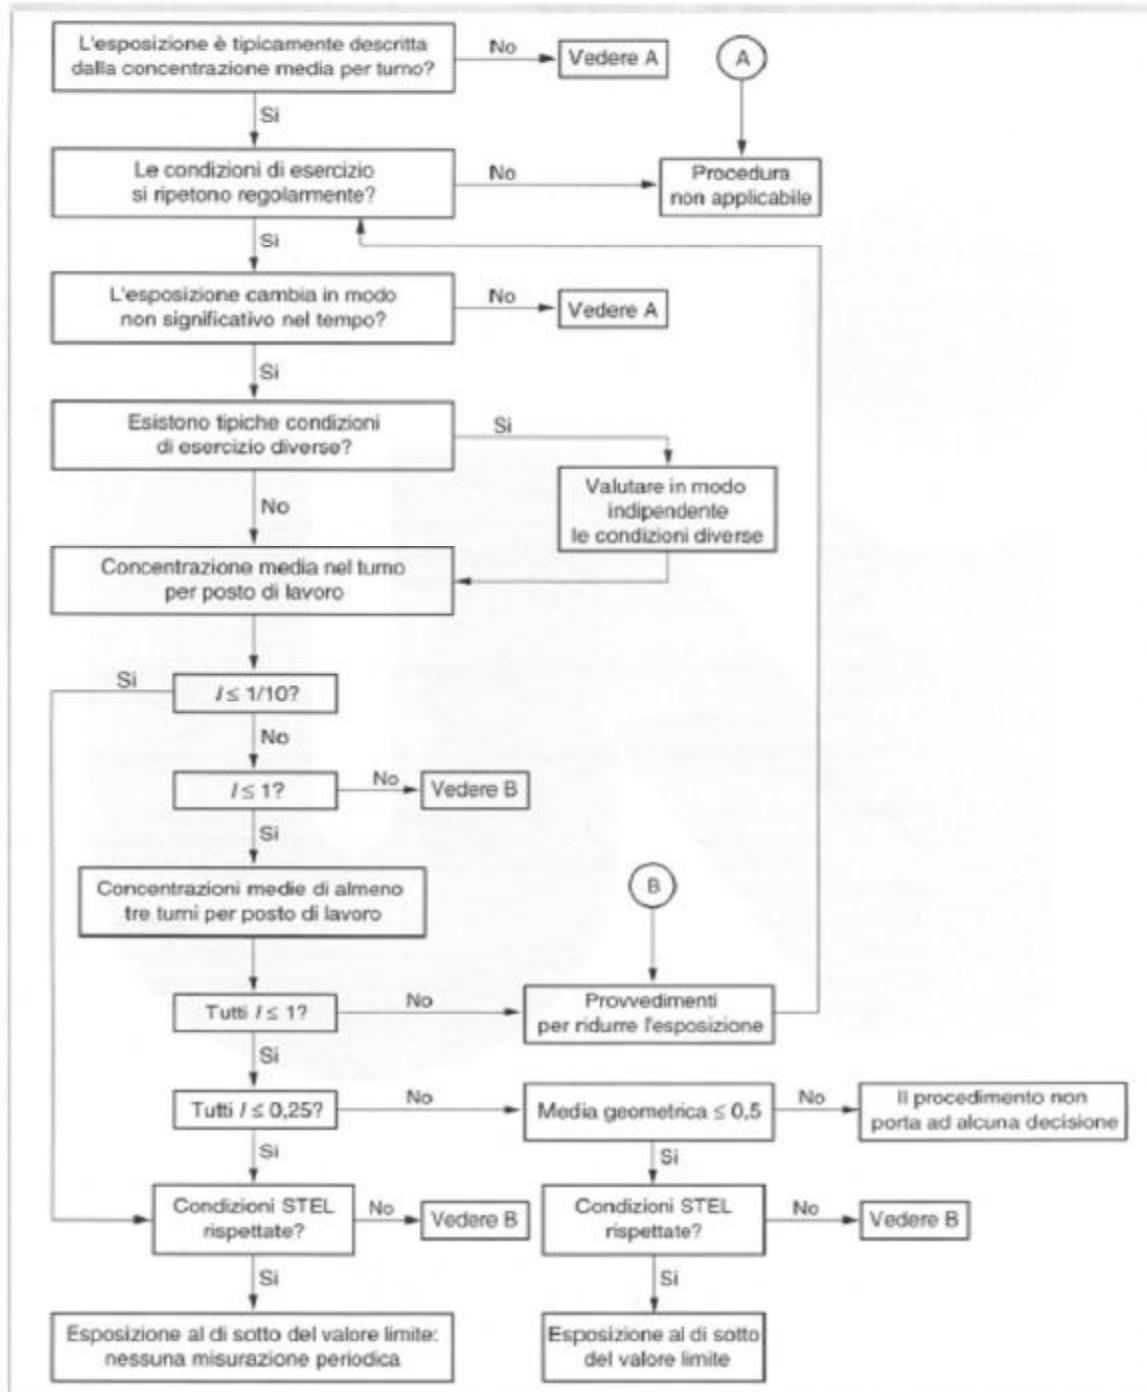 L'esposizione è tipicamente descritta
dalla concentrazione media per turno?
No
Vedere A
A
Si
Le condizioni di esercizio
si ripetono regolarmente?
No
Procedura
non applicabile
Si
L'esposizione cambia in modo
non significativo nel tempo?
No
Vedere A
Si
Esistono tipiche condizioni
di esercizio diverse?
Si
Valutare in modo
indipendente
le condizioni diverse
No
Concentrazione media nel turno
per posto di lavoro
Si
I ≤ 1/10?
No
I ≤ 1?
No
Vedere B
Si
Concentrazioni medie di almeno
tre turni per posto di lavoro
B
Tutti I ≤ 1?
No
Provvedimenti
per ridurre l'esposizione
Si
Tutti I ≤ 0,25?
No
Media geometrica ≤ 0,5
No
Il procedimento non
porta ad alcuna decisione
Si
Si
Condizioni STEL
rispettate?
No
Vedere B
Condizioni STEL
rispettate?
No
Vedere B
Si
Si
Esposizione al di sotto del valore limite:
nessuna misurazione periodica
Esposizione al di sotto
del valore limite